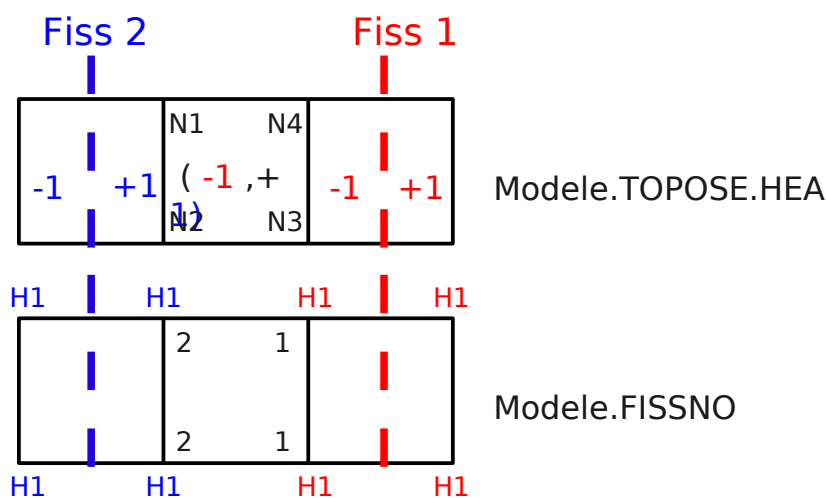 Fiss 2 Fiss 1
N1 N4
-1 +1 ( -1 ,+ -1 +1 Modele.TOPOSE.HEA
1)
N2 N3
H1 H1 H1 H1
2 1
Modele.FISSNO
2 1
H1 H1 H1 H1